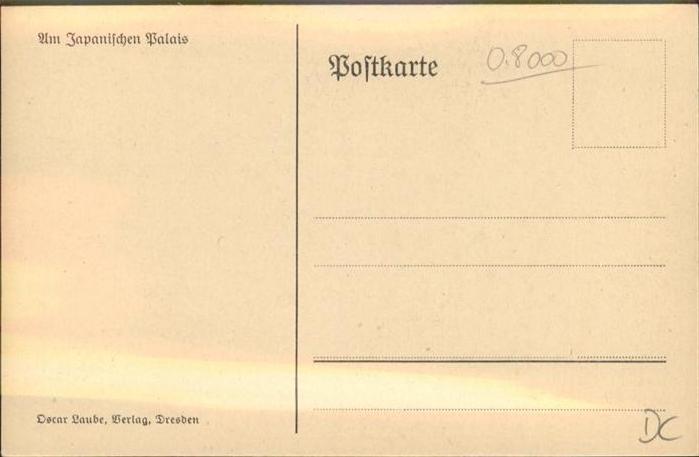 Am Japanischen Palais
Postkarte
0.8000
Oscar Laube, Verlag, Dresden
DC